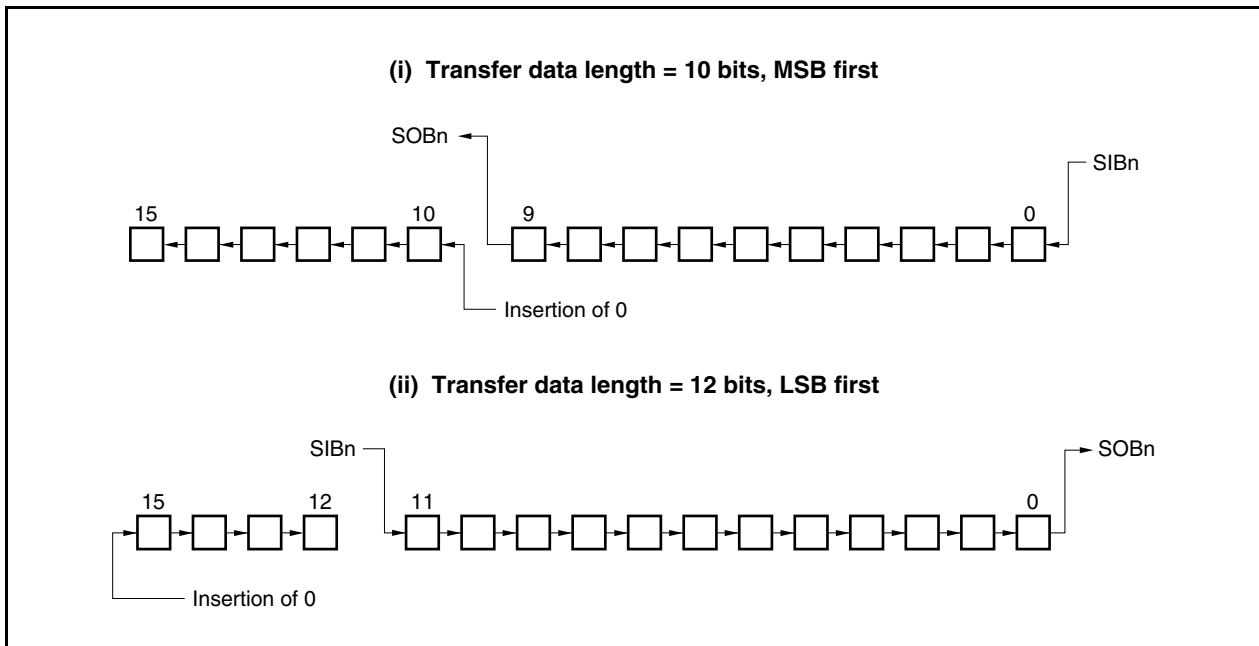 (i) Transfer data length = 10 bits, MSB first
SOBn
SIBn
15
10
9
0
Insertion of 0
(ii) Transfer data length = 12 bits, LSB first
SIBn
SOBn
15
12
11
0
Insertion of 0